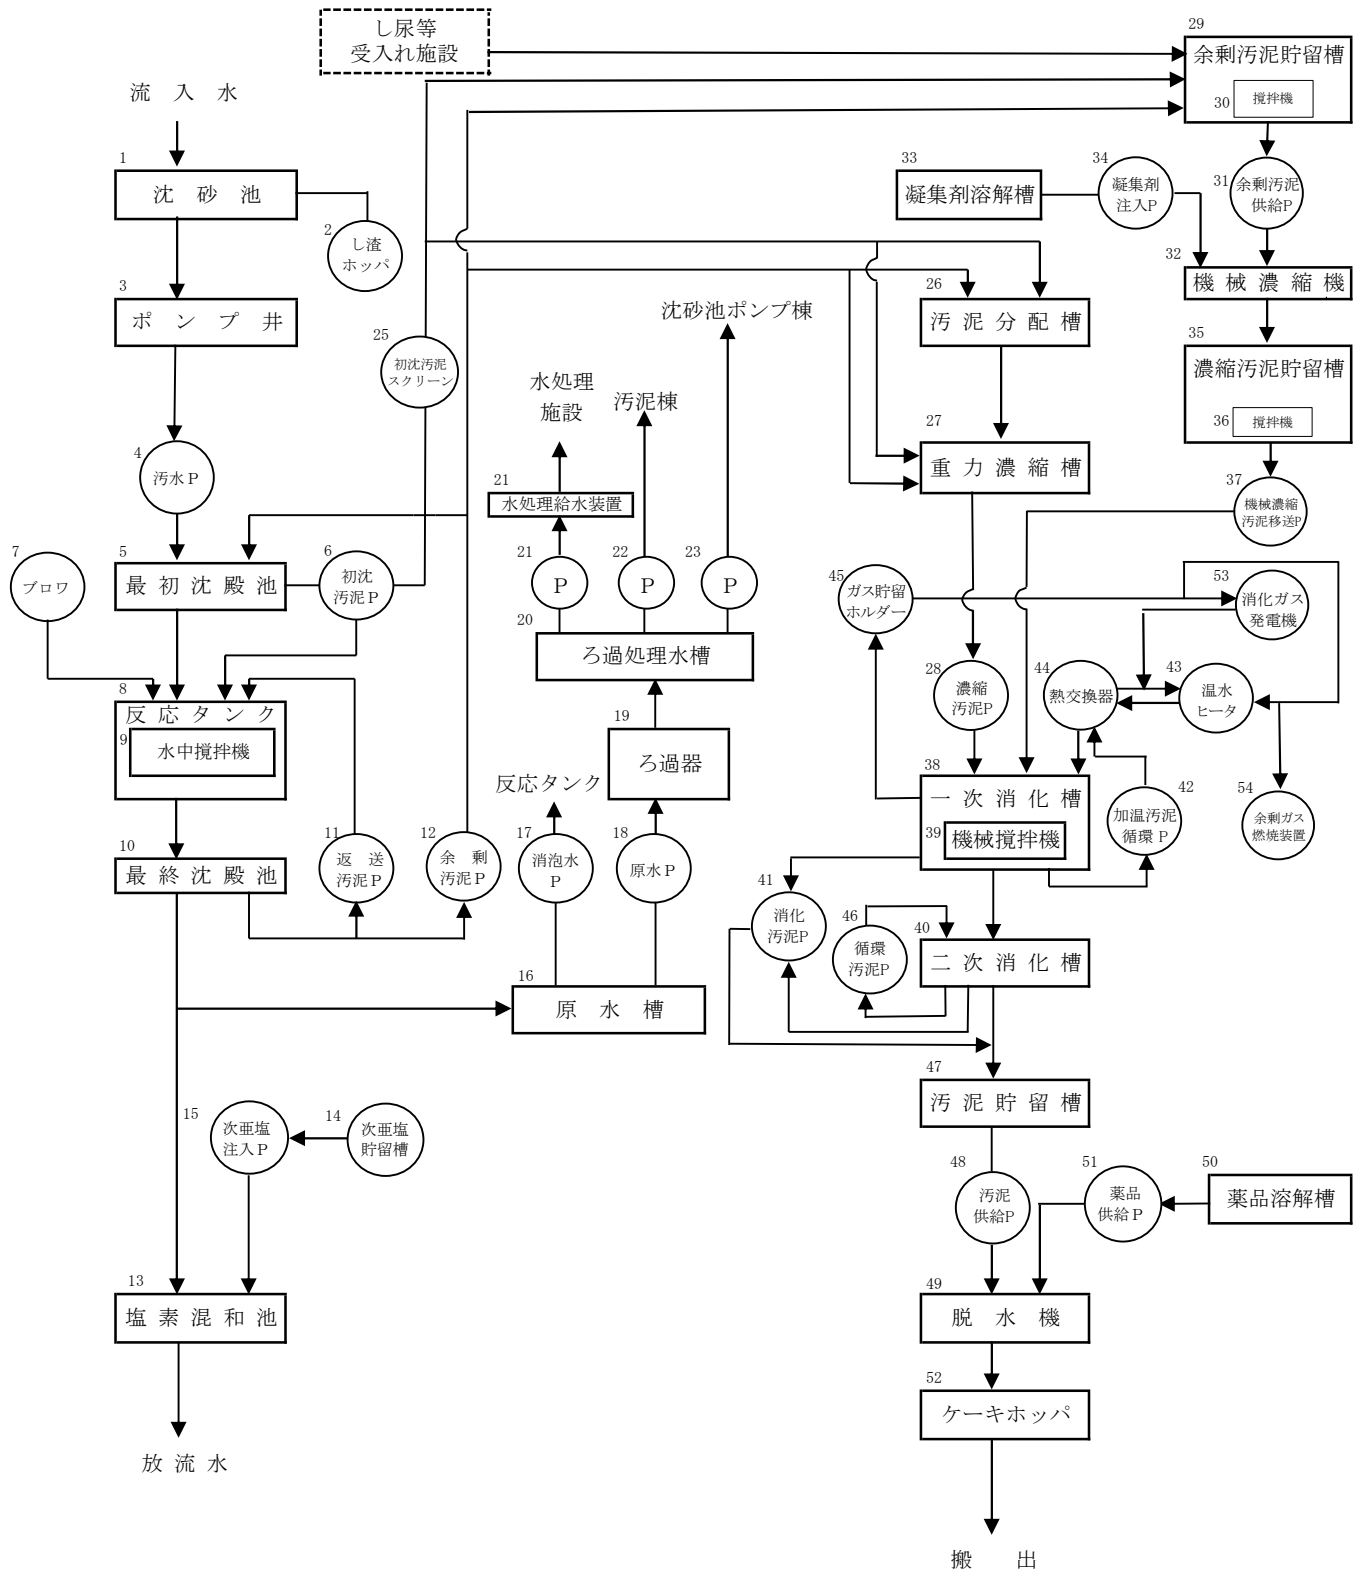 し尿等
受入れ施設
流 入 水
1
沈 砂 池
2
し渣
ホッパ
3
ポ ン プ 井
4
汚水 P
5
最 初 沈 殿 池
6
初沈
汚泥 P
7
ブロワ
8
反 応 タ ン ク
9
水中撹拌機
10
最 終 沈 殿 池
11
返 送
汚泥 P
12
余 剰
汚泥 P
25
初沈汚泥
スクリーン
沈砂池ポンプ棟
水処理
施設
汚泥棟
21
水処理給水装置
21
P
22
P
23
P
20
ろ過処理水槽
19
ろ過器
反応タンク
17
消泡水
P
18
原水 P
16
原 水 槽
15
次亜塩
注入 P
14
次亜塩
貯留槽
13
塩 素 混 和 池
放 流 水
29
余剰汚泥貯留槽
30
撹拌機
31
余剰汚泥
供給P
33
凝集剤溶解槽
34
凝集剤
注入P
32
機 械 濃 縮 機
26
汚 泥 分 配 槽
35
濃縮汚泥貯留槽
36
撹拌機
27
重 力 濃 縮 槽
37
機械濃縮
汚泥移送P
45
ガス貯留
ホルダー
53
消化ガス
発電機
28
濃縮
汚泥P
44
熱交換器
43
温水
ヒータ
38
一 次 消 化 槽
39
機械撹拌機
42
加温汚泥
循環 P
54
余剰ガス
燃焼装置
41
消化
汚泥P
46
循環
汚泥P
40
二 次 消 化 槽
47
汚 泥 貯 留 槽
48
汚泥
供給P
51
薬品
供給 P
50
薬品溶解槽
49
脱 水 機
52
ケーキホッパ
搬 出